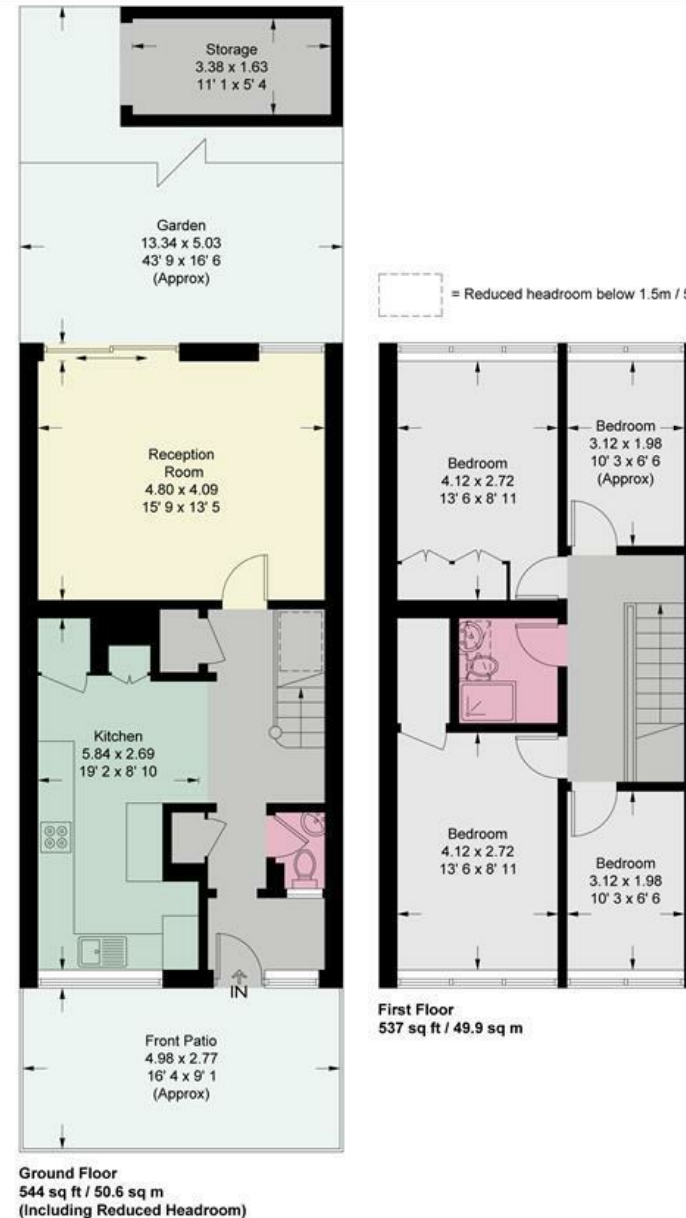 Storage
3.38 x 1.63
11' 1 x 5' 4
Garden
13.34 x 5.03
43' 9 x 16' 6
(Approx)
= Reduced headroom below 1.5m / 5
Reception
Room
4.80 x 4.09
15' 9 x 13' 5
Bedroom
4.12 x 2.72
13' 6 x 8' 11
Bedroom
3.12 x 1.98
10' 3 x 6' 6
(Approx)
Kitchen
5.84 x 2.69
19' 2 x 8' 10
Bedroom
4.12 x 2.72
13' 6 x 8' 11
Bedroom
3.12 x 1.98
10' 3 x 6' 6
IN
Front Patio
4.98 x 2.77
16' 4 x 9' 1
(Approx)
First Floor
537 sq ft / 49.9 sq m
Ground Floor
544 sq ft / 50.6 sq m
(Including Reduced Headroom)